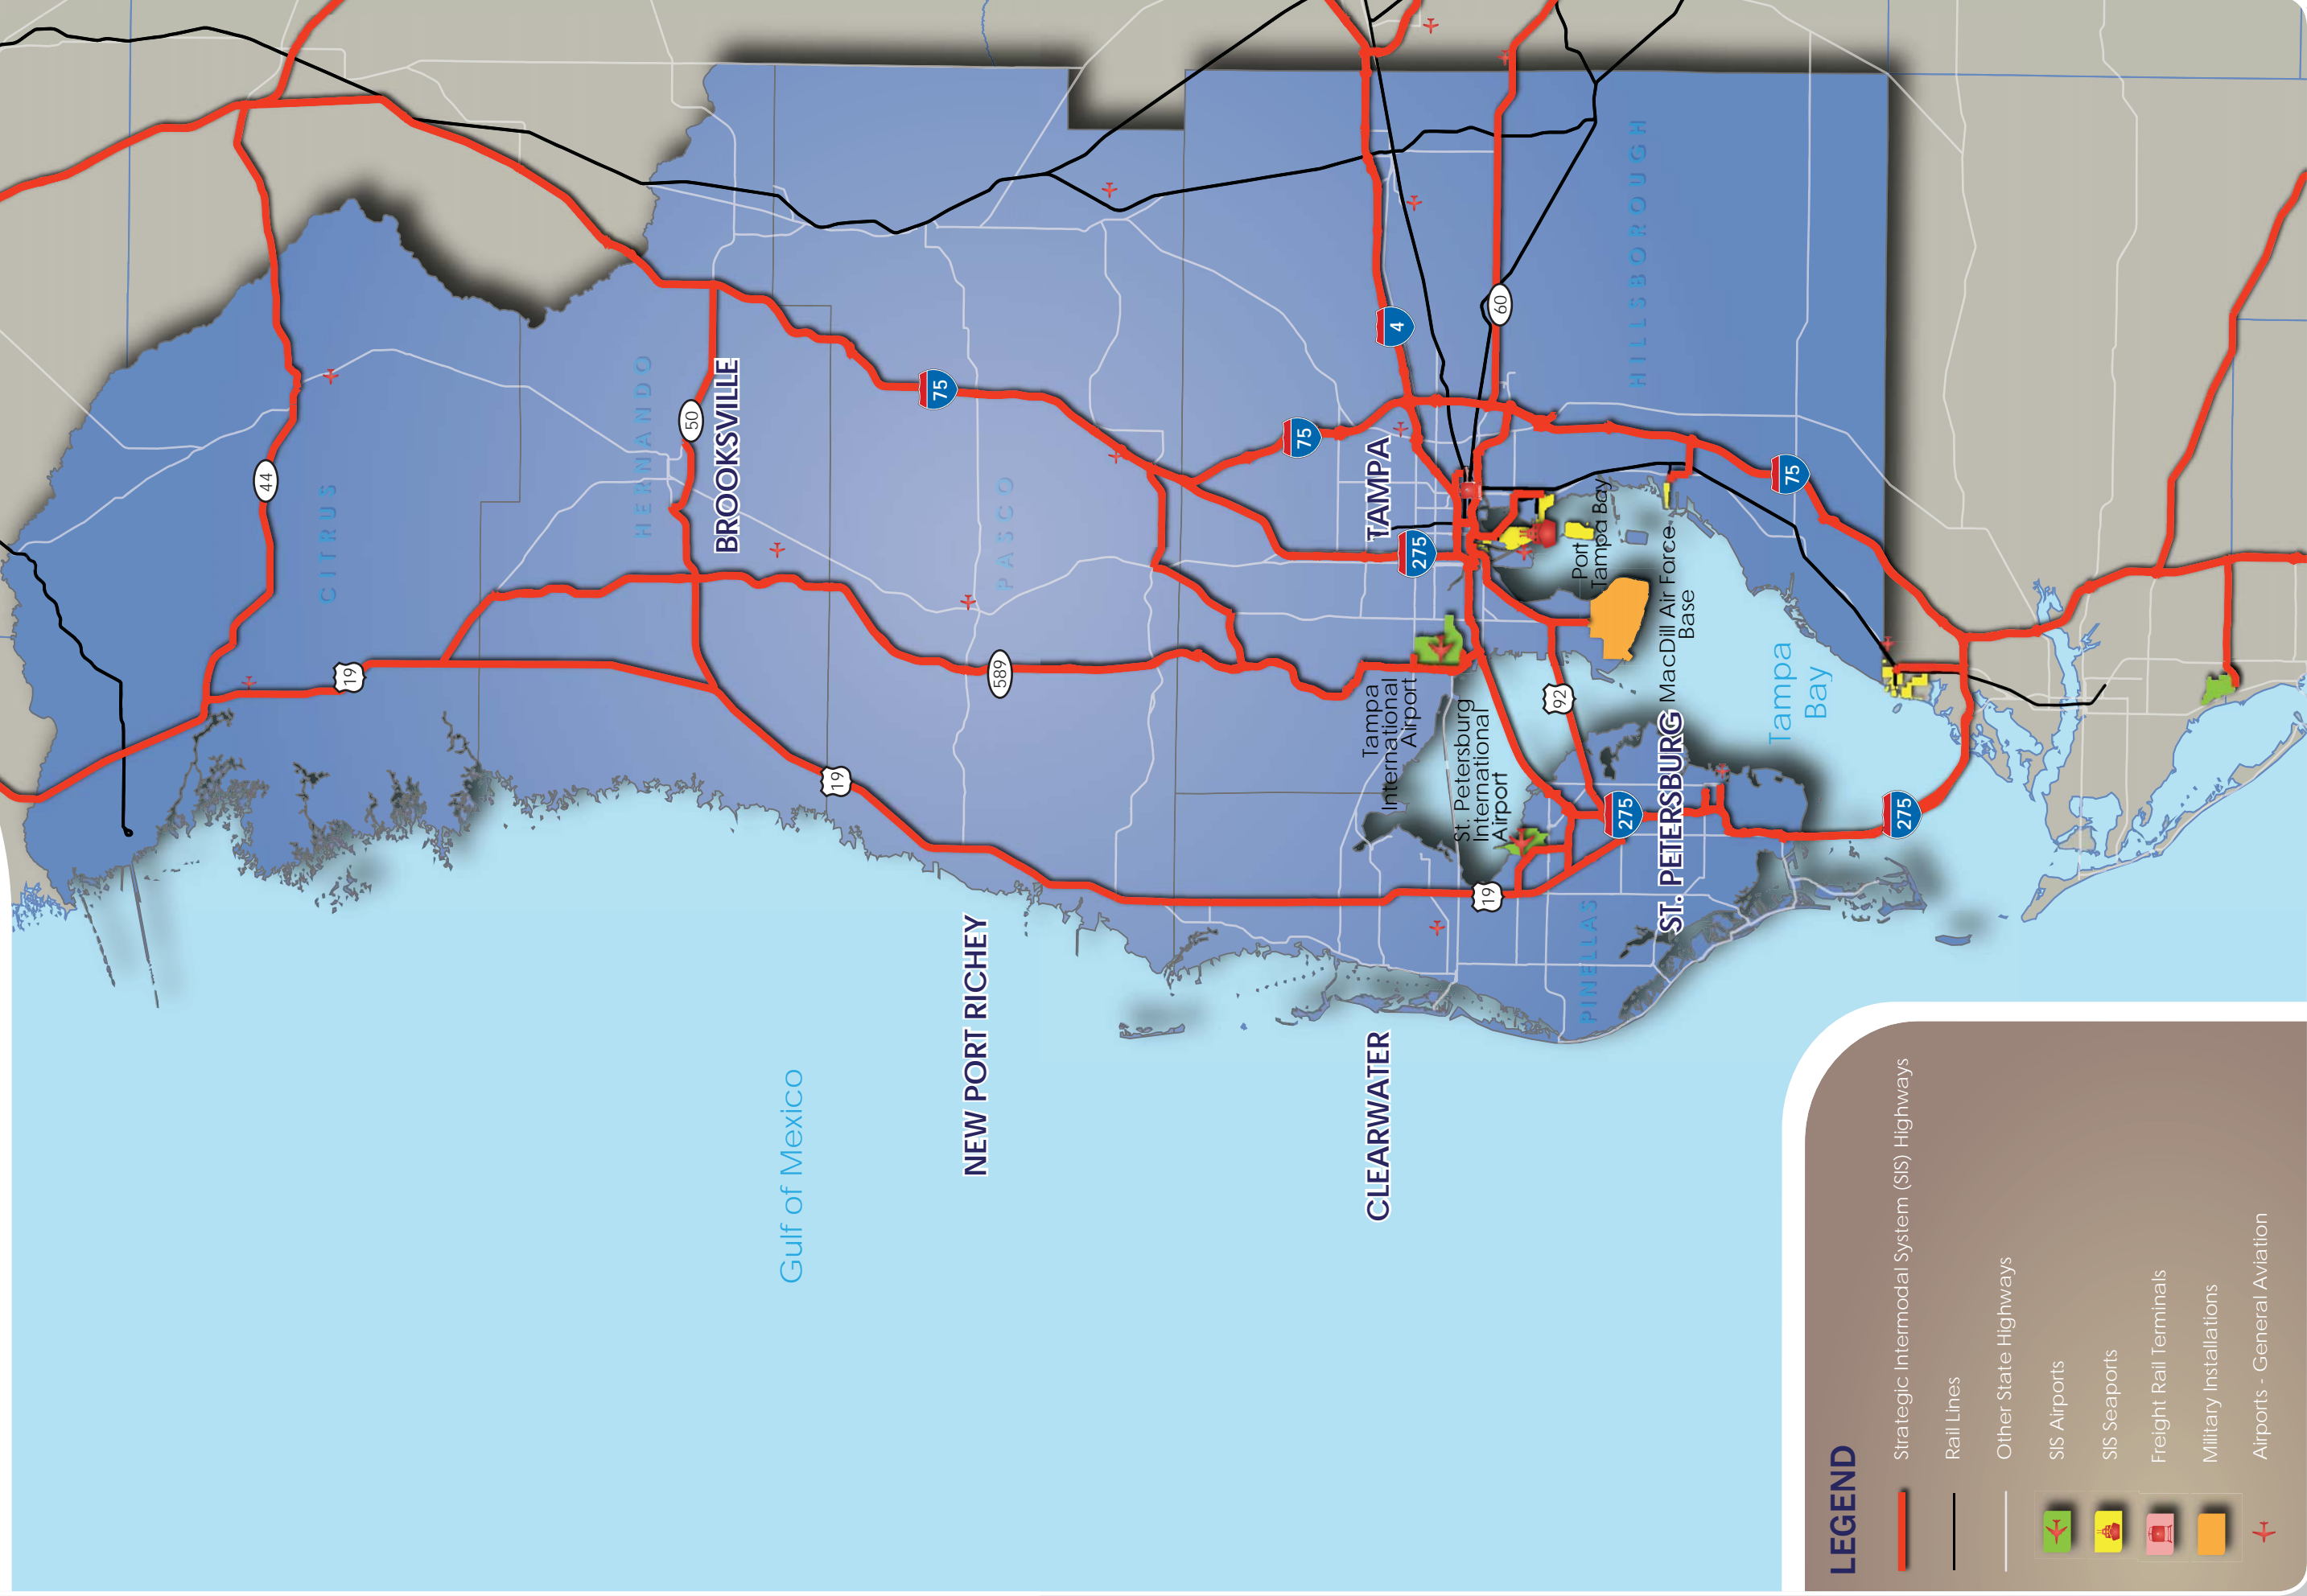 44
CITRUS
19
HERNANDO
50
BROOKSVILLE
19
Gulf of Mexico
75
589
PASCO
NEW PORT RICHEY
75
4
60
TAMPA
275
CLEARWATER
Tampa
International
Airport
St. Petersburg
International
Airport
19
92
Port
Tampa Bay
MacDill Air Force
Base
HILLSBOROUGH
PINELLAS
275
ST. PETERSBURG
75
Tampa
Bay
275
LEGEND
Strategic Intermodal System (SIS) Highways
Rail Lines
Other State Highways
SIS Airports
SIS Seaports
Freight Rail Terminals
Military Installations
Airports - General Aviation